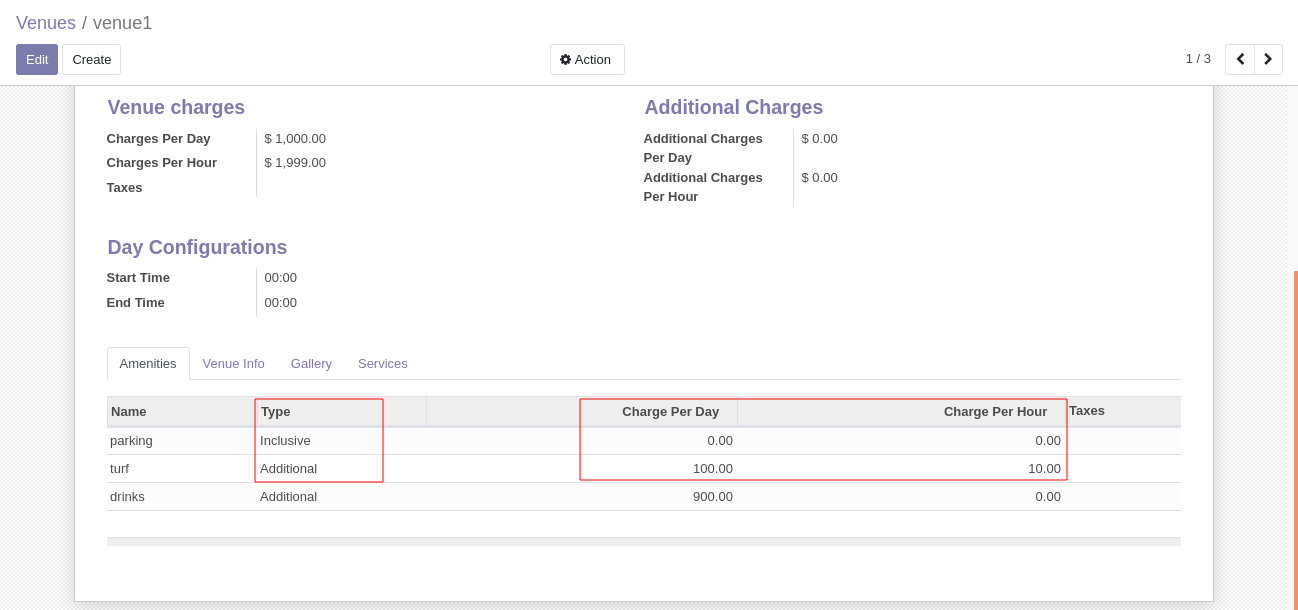 Venues / venue1
Edit Create Action 1 / 3
Venue charges Additional Charges
Charges Per Day $ 1,000.00 Additional Charges Per Day $ 0.00
Charges Per Hour $ 1,999.00 Additional Charges Per Hour $ 0.00
Taxes
Day Configurations
Start Time 00:00
End Time 00:00
Amenities Venue Info Gallery Services
Name Type Charge Per Day Charge Per Hour Taxes
parking Inclusive 0.00 0.00
turf Additional 100.00 10.00
drinks Additional 900.00 0.00